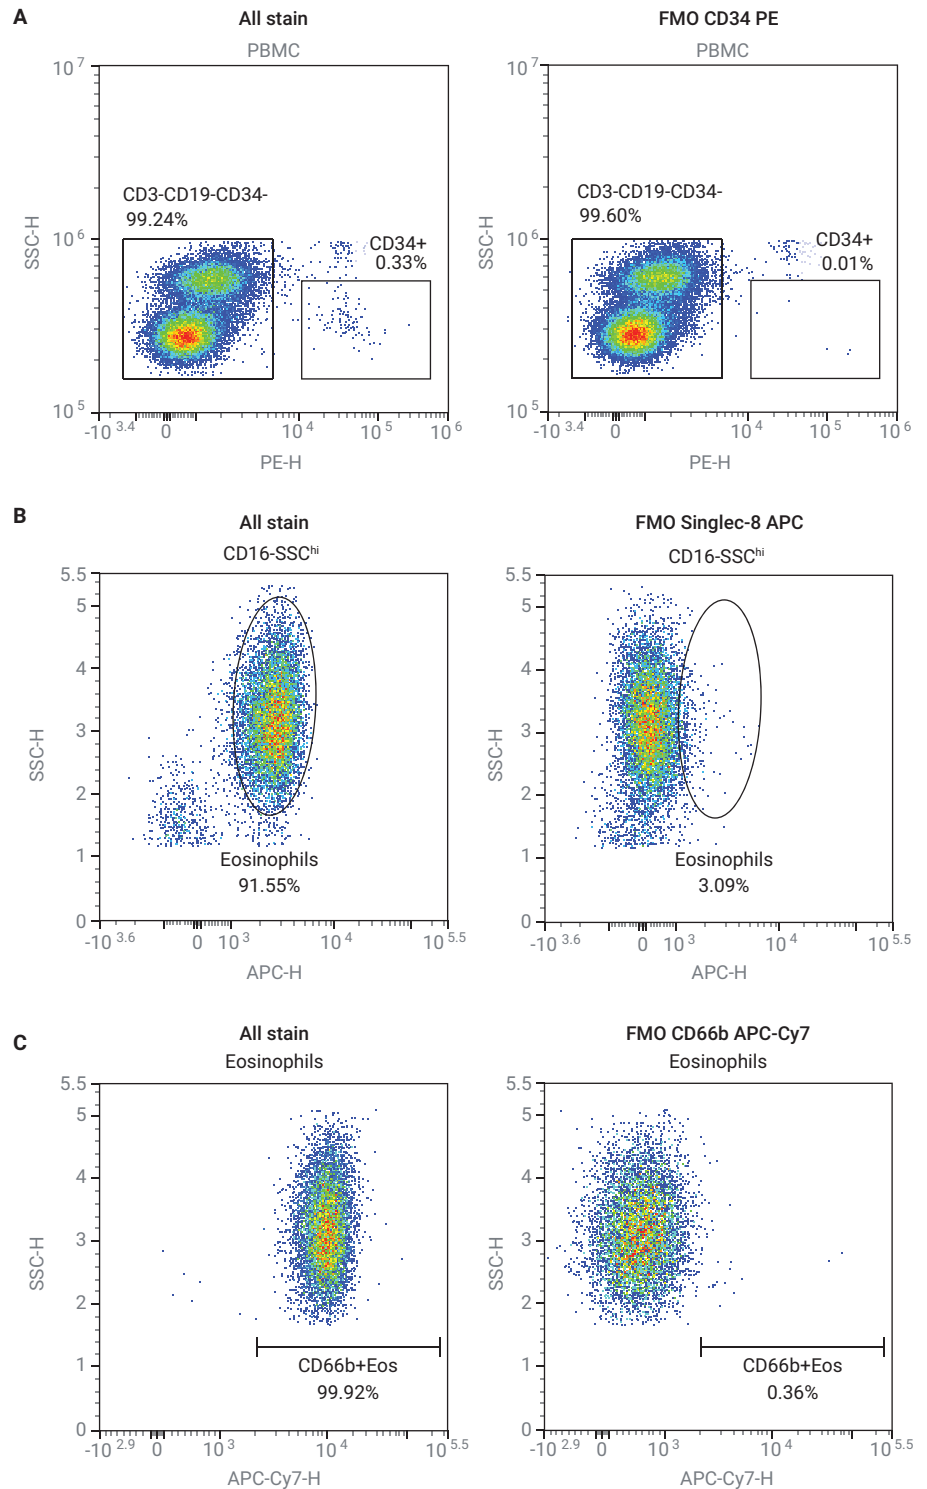 A
All stain
PBMC
10 7
10 6
10 5
SSC-H
CD3-CD19-CD34-
99.24%
CD34+
0.33%
-10 3.4 0 10 4 10 5 10 6
PE-H
FMO CD34 PE
PBMC
10 7
10 6
10 5
SSC-H
CD3-CD19-CD34-
99.60%
CD34+
0.01%
-10 3.4 0 10 4 10 5 10 6
PE-H
B
All stain
CD16-SSChi
5.5
5
4
3
2
1
0
SSC-H
Eosinophils
91.55%
-10 3.6 0 10 3 10 4 10 5.5
APC-H
FMO Singlec-8 APC
CD16-SSChi
5.5
5
4
3
2
1
0
SSC-H
Eosinophils
3.09%
-10 3.6 0 10 3 10 4 10 5.5
APC-H
C
All stain
Eosinophils
5.5
5
4
3
2
1
0
SSC-H
CD66b+Eos
99.92%
-10 2.9 0 10 3 10 4 10 5.5
APC-Cy7-H
FMO CD66b APC-Cy7
Eosinophils
5.5
5
4
3
2
1
0
SSC-H
CD66b+Eos
0.36%
-10 2.9 0 10 3 10 4 10 5.5
APC-Cy7-H